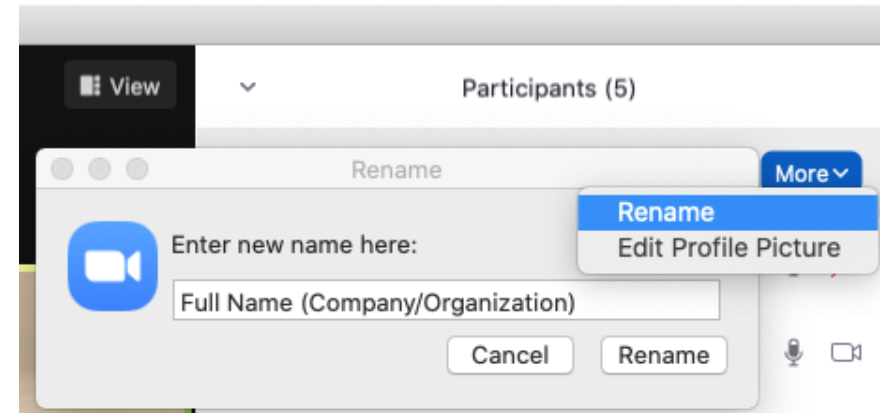 View
Participants (5)
Rename
More
Rename
Edit Profile Picture
Enter new name here:
Full Name (Company/Organization)
Cancel
Rename